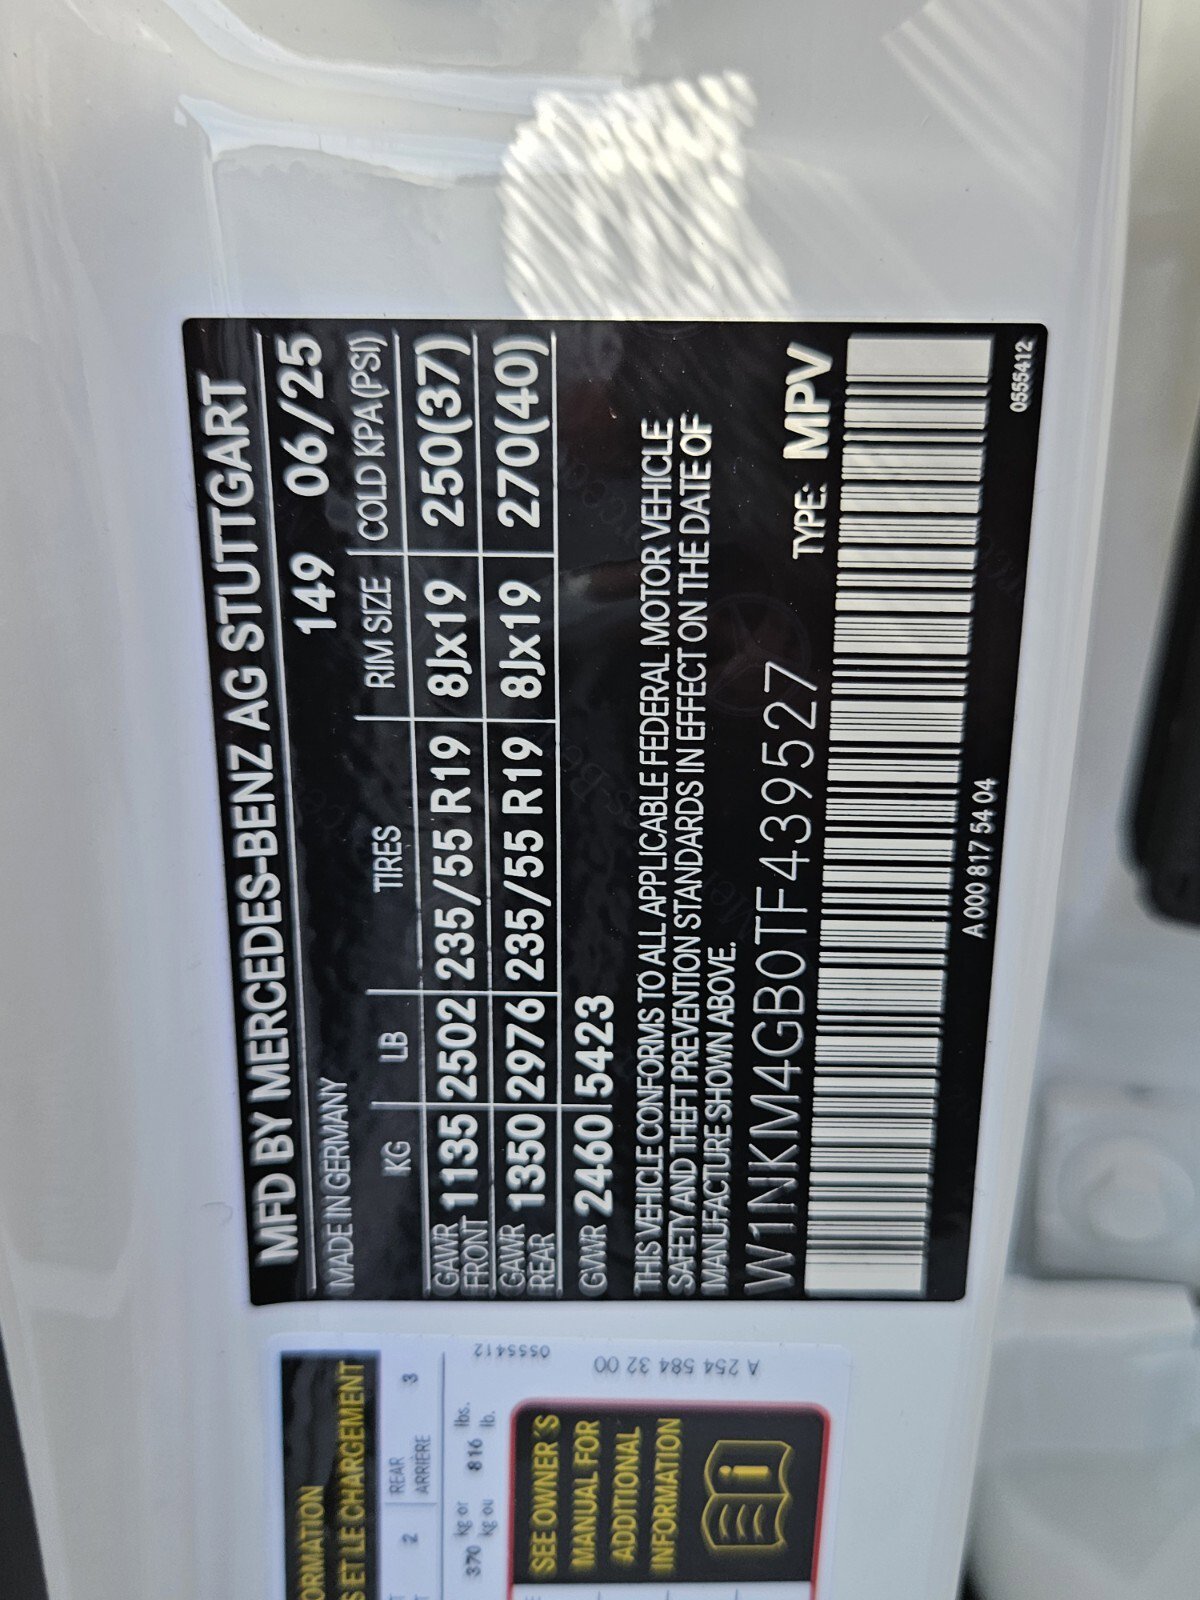 MFD BY MERCEDES-BENZ AG STUTTGART
149 06/25
MADE IN GERMANY
KG LB TIRES RIM SIZE COLD KPA(PSI)
GAWR FRONT 1135 2502 235/55 R19 8Jx19 250(37)
GAWR REAR 1350 2976 235/55 R19 8Jx19 270(40)
GVWR 2460 5423
THIS VEHICLE CONFORMS TO ALL APPLICABLE FEDERAL MOTOR VEHICLE
SAFETY AND THEFT PREVENTION STANDARDS IN EFFECT ON THE DATE OF
MANUFACTURE SHOWN ABOVE.
W1NKM4GB0TF439527 TYPE: MPV
A 000 817 54 04
0555412
S ET LE CHARGEMENT
2 REAR 3
ARRIÈRE
370 kg or 816 lbs.
kg ou lb.
0555412
A 254 584 32 00
SEE OWNER'S
MANUAL FOR
ADDITIONAL
INFORMATION